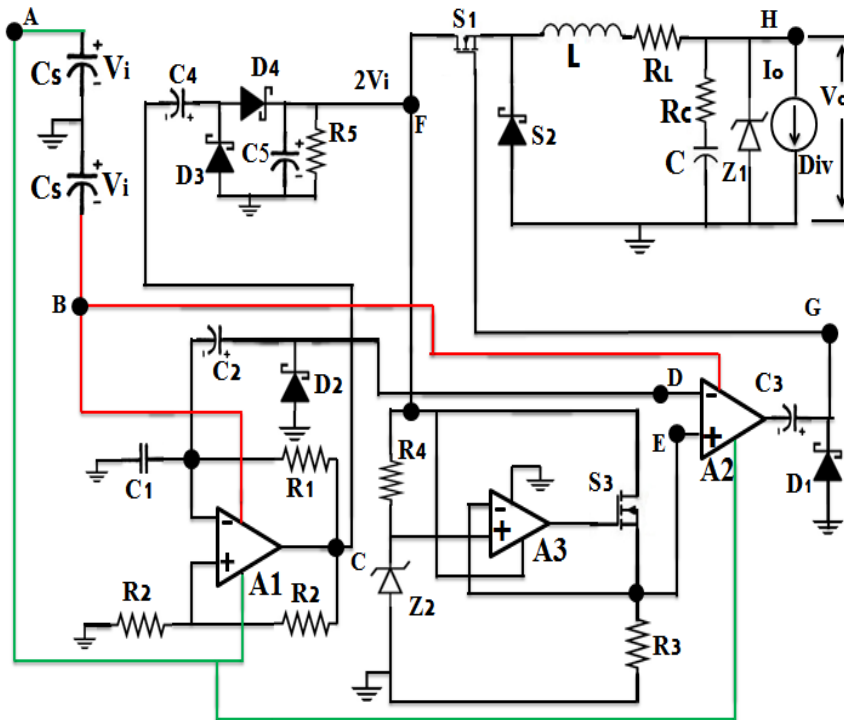 A
S1
H
+
Vi
Cs
-
C4
D4
2Vi
L
RL
Io
Vo
F
RC
- +
C5
+
-
R5
D3
S2
C
Z1
Div
+
Vi
Cs
-
B
G
- +
C2
D2
D
C3
-
E
+
A2
- +
R4
S3
D1
C1
R1
-
-
+
A3
+
A1
C
Z2
R2
R2
R3